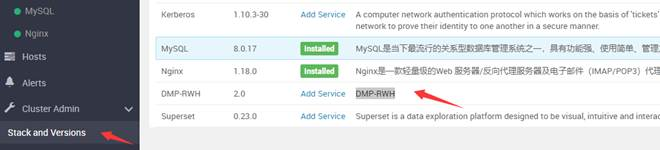 MySQL
Nginx
Hosts
Alerts
Cluster Admin
Stack and Versions
Kerberos 1.10.3-30 Add Service A computer network authentication protocol which works on the basis of 'tickets'
network to prove their identity to one another in a secure manner.
MySQL 8.0.17 Installed MySQL是当下最流行的关系型数据库管理系统之一，具有功能强、使用简单、管理
Nginx 1.18.0 Installed Nginx是一款轻量级的Web 服务器/反向代理服务器及电子邮件（IMAP/POP3）代理
DMP-RWH 2.0 Add Service DMP-RWH
Superset 0.23.0 Add Service Superset is a data exploration platform designed to be visual, intuitive and interac